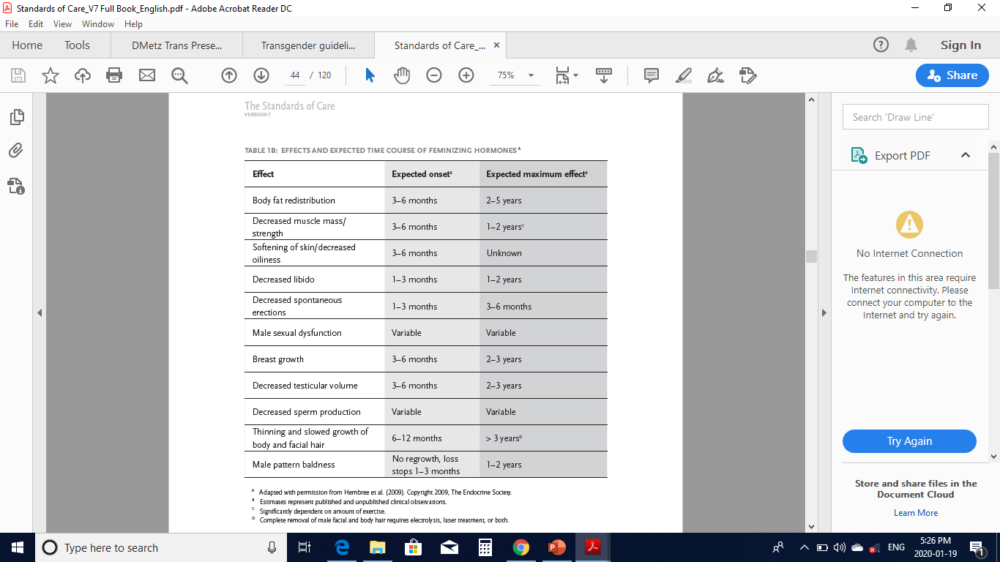 Standards of Care_V7 Full Book_English.pdf - Adobe Acrobat Reader DC
File Edit View Window Help
Home Tools DMetz Trans Prese... Transgender guideli... Standards of Care_... ×
44 / 120 75% Share
? Sign In
The Standards of Care
VERSION 7
TABLE 1B: EFFECTS AND EXPECTED TIME COURSE OF FEMINIZING HORMONES A
Effect Expected onset B Expected maximum effect B
Body fat redistribution 3–6 months 2–5 years
Decreased muscle mass/
strength 3–6 months 1–2 years C
Softening of skin/decreased
oiliness 3–6 months Unknown
Decreased libido 1–3 months 1–2 years
Decreased spontaneous
erections 1–3 months 3–6 months
Male sexual dysfunction Variable Variable
Breast growth 3–6 months 2–3 years
Decreased testicular volume 3–6 months 2–3 years
Decreased sperm production Variable Variable
Thinning and slowed growth of
body and facial hair 6–12 months > 3 years D
Male pattern baldness No regrowth, loss
stops 1–3 months 1–2 years
A Adapted with permission from Hembree et al. (2009). Copyright 2009, The Endocrine Society.
B Estimates represent published and unpublished clinical observations.
C Significantly dependent on amount of exercise.
D Complete removal of male facial and body hair requires electrolysis, laser treatment, or both.
Search 'Draw Line'
Export PDF
No Internet Connection
The features in this area require
Internet connectivity. Please
connect your computer to the
Internet and try again.
Try Again
Store and share files in the
Document Cloud
Learn More
Type here to search
ENG
5:26 PM
2020-01-19
1